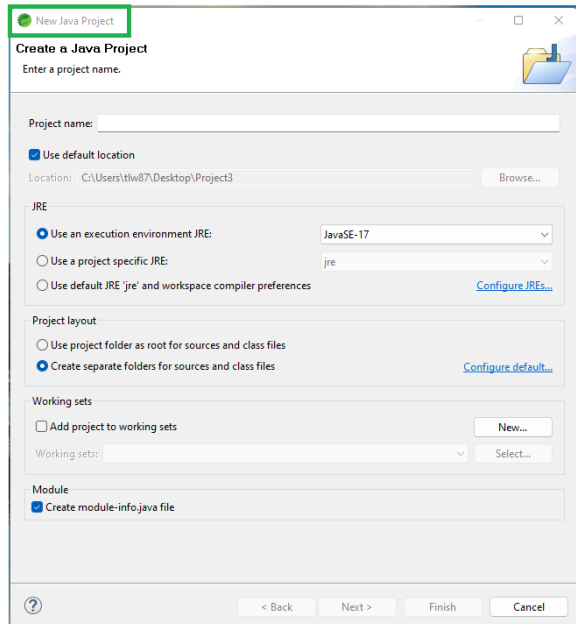 New Java Project
Create a Java Project
Enter a project name.
Project name:
Use default location
Location: C:\Users\tlw87\Desktop\Project3 Browse...
JRE
Use an execution environment JRE: JavaSE-17
Use a project specific JRE: jre
Use default JRE 'jre' and workspace compiler preferences Configure JREs...
Project layout
Use project folder as root for sources and class files
Create separate folders for sources and class files Configure default...
Working sets
Add project to working sets New...
Working sets: Select...
Module
Create module-info.java file
? < Back Next > Finish Cancel